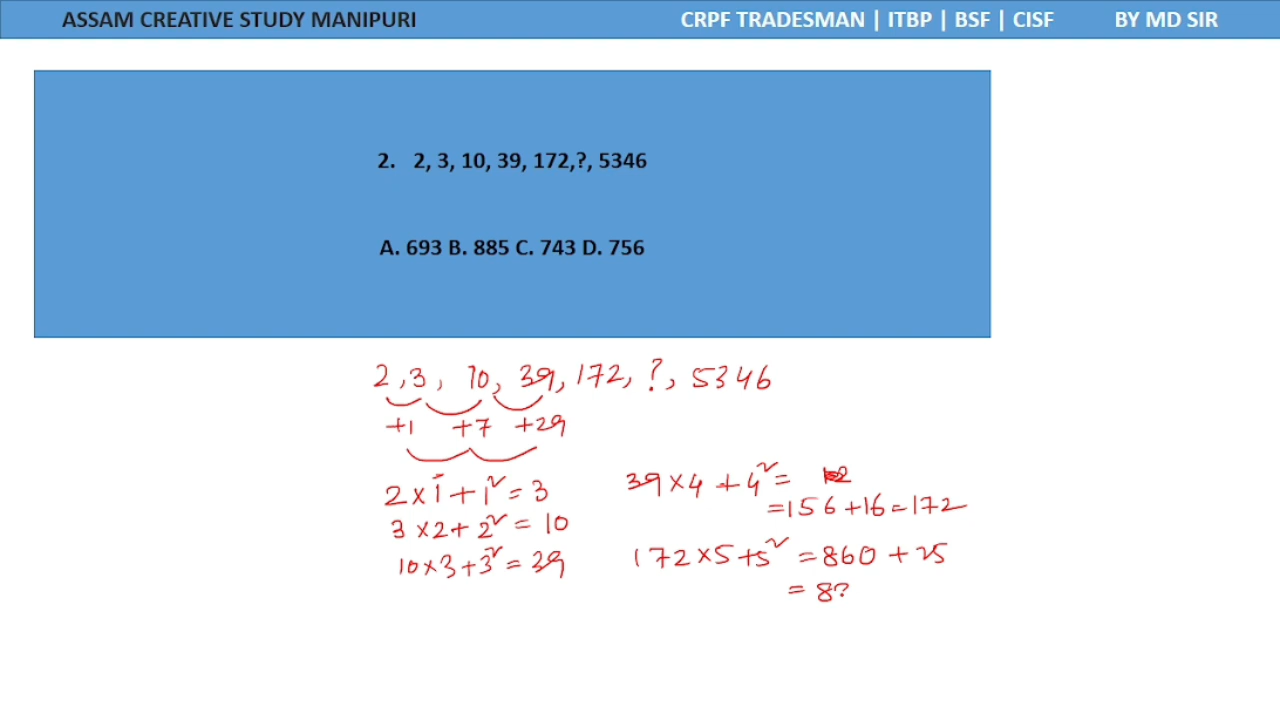 ASSAM CREATIVE STUDY MANIPURI CRPF TRADESMAN | ITBP | BSF | CISF BY MD SIR
2. 2, 3, 10, 39, 172,?, 5346
A. 693 B. 885 C. 743 D. 756
2, 3, 10, 39, 172, ?, 5346
+1 +7 +29
2×1+1²=3
3×2+2²=10
10×3+3²=39
39×4+4²=
=156+16=172
172×5+5²=860+25
=8